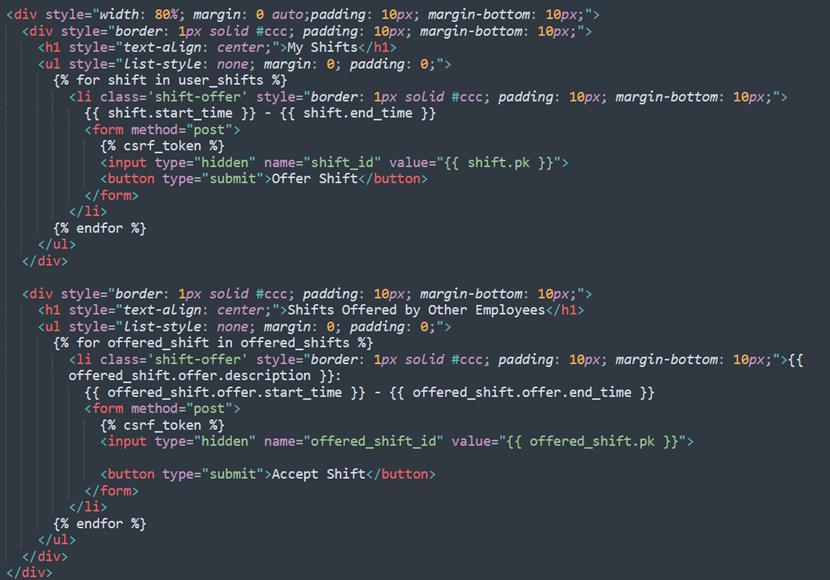 <div style="width: 80%; margin: 0 auto;padding: 10px; margin-bottom: 10px;">
<div style="border: 1px solid #ccc; padding: 10px; margin-bottom: 10px;">
<h1 style="text-align: center;">My Shifts</h1>
<ul style="list-style: none; margin: 0; padding: 0;">
{% for shift in user_shifts %}
<li class='shift-offer' style="border: 1px solid #ccc; padding: 10px; margin-bottom: 10px;">
{{ shift.start_time }} - {{ shift.end_time }}
<form method="post">
{% csrf_token %}
<input type="hidden" name="shift_id" value="{{ shift.pk }}">
<button type="submit">Offer Shift</button>
</form>
</li>
{% endfor %}
</ul>
</div>
<div style="border: 1px solid #ccc; padding: 10px; margin-bottom: 10px;">
<h1 style="text-align: center;">Shifts Offered by Other Employees</h1>
<ul style="list-style: none; margin: 0; padding: 0;">
{% for offered_shift in offered_shifts %}
<li class='shift-offer' style="border: 1px solid #ccc; padding: 10px; margin-bottom: 10px;">{{
offered_shift.offer.description }}:
{{ offered_shift.offer.start_time }} - {{ offered_shift.offer.end_time }}
<form method="post">
{% csrf_token %}
<input type="hidden" name="offered_shift_id" value="{{ offered_shift.pk }}">
<button type="submit">Accept Shift</button>
</form>
</li>
{% endfor %}
</ul>
</div>
</div>